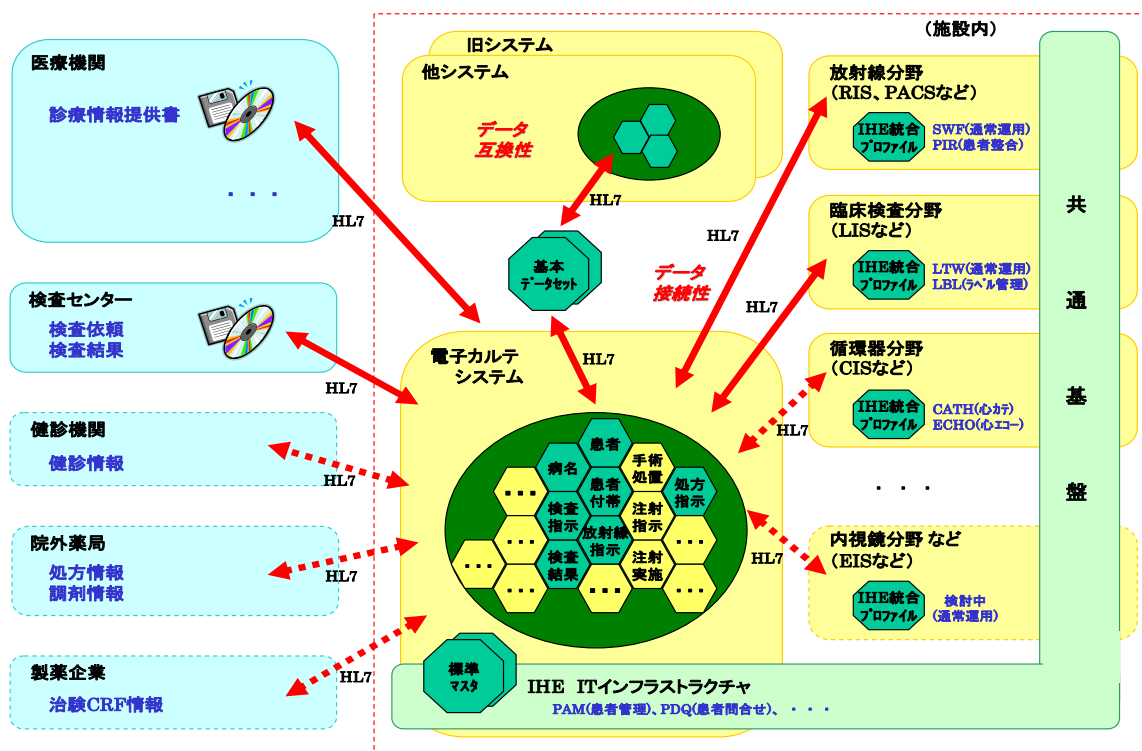 医療機関
診療情報提供書
・・・
HL7
検査センター
検査依頼
検査結果
HL7
健診機関
健診情報
HL7
院外薬局
処方情報
調剤情報
HL7
製薬企業
治験CRF情報
HL7
旧システム
他システム
データ
互換性
HL7
基本
データセット
HL7
データ
接続性
HL7
HL7
HL7
HL7
電子カルテ
システム
患者
病名
手術
処置
・・・
患者
付帯
処方
指示
検査
指示
注射
指示
・・・
放射線
指示
・・・
・・・
検査
結果
注射
実施
・・・
・・・
・・・
標準
マスタ
IHE ITインフラストラクチャ
PAM(患者管理)、PDQ(患者問合せ)、・・・
(施設内)
放射線分野
(RIS、PACSなど)
IHE統合
プロファイル
SWF(通常運用)
PIR(患者整合)
臨床検査分野
(LISなど)
IHE統合
プロファイル
LTW(通常運用)
LBL(ラベル管理)
循環器分野
(CISなど)
IHE統合
プロファイル
CATH(心カテ)
ECHO(心エコー)
・・・
内視鏡分野 など
(EISなど)
IHE統合
プロファイル
検討中
(通常運用)
共
通
基
盤